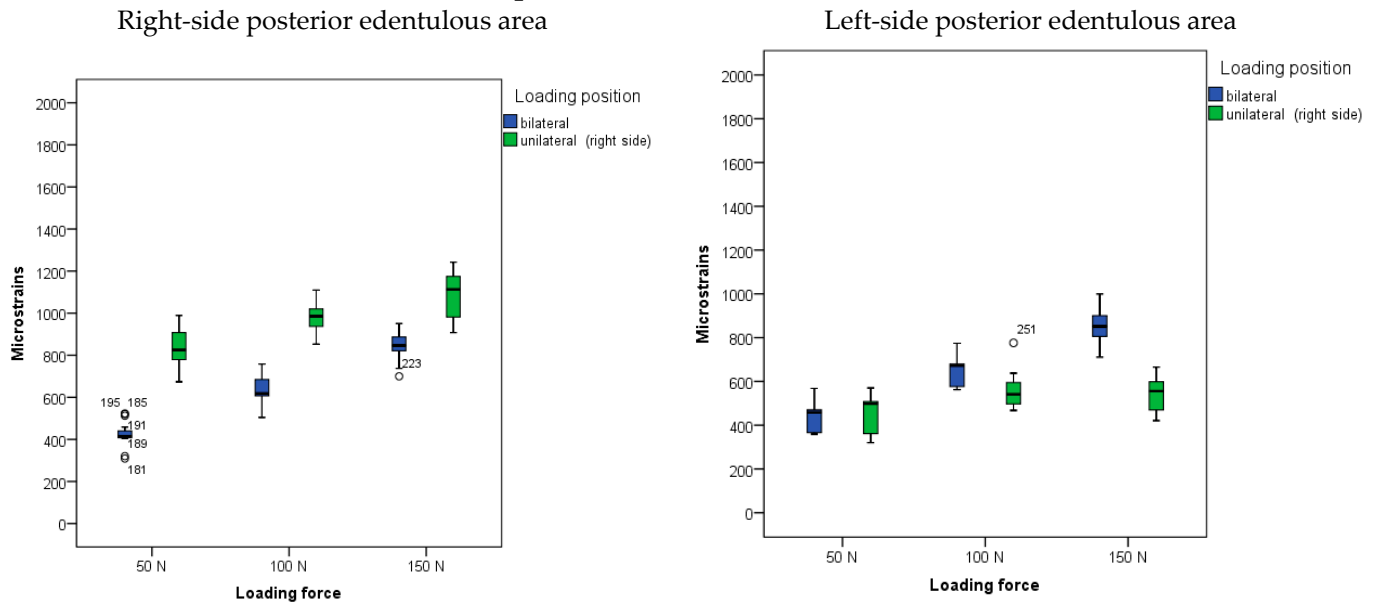 Right-side posterior edentulous area
Left-side posterior edentulous area
Loading position
bilateral
unilateral (right side)
Microstrains
2000
1800
1600
1400
1200
1000
800
600
400
200
0
195 185
191
189
181
223
50 N
100 N
150 N
Loading force
Loading position
bilateral
unilateral (right side)
Microstrains
2000
1800
1600
1400
1200
1000
800
600
400
200
0
251
50 N
100 N
150 N
Loading force